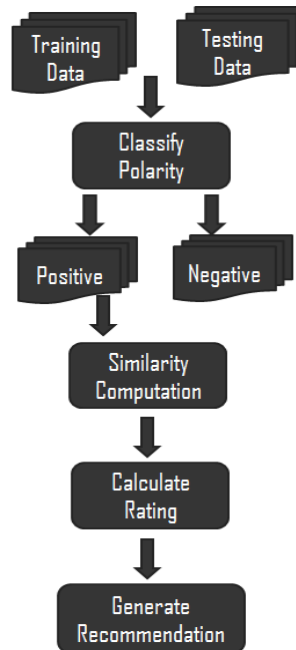 Training
Data
Testing
Data
Classify
Polarity
Positive
Negative
Similarity
Computation
Calculate
Rating
Generate
Recommendation